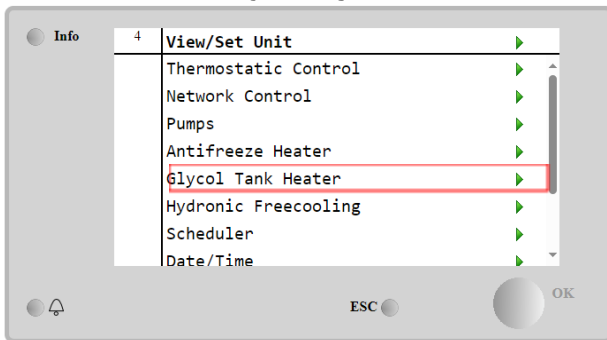 Info
4 View/Set Unit
Thermostatic Control
Network Control
Pumps
Antifreeze Heater
Glycol Tank Heater
Hydronic Freecooling
Scheduler
Date/Time
ESC
OK